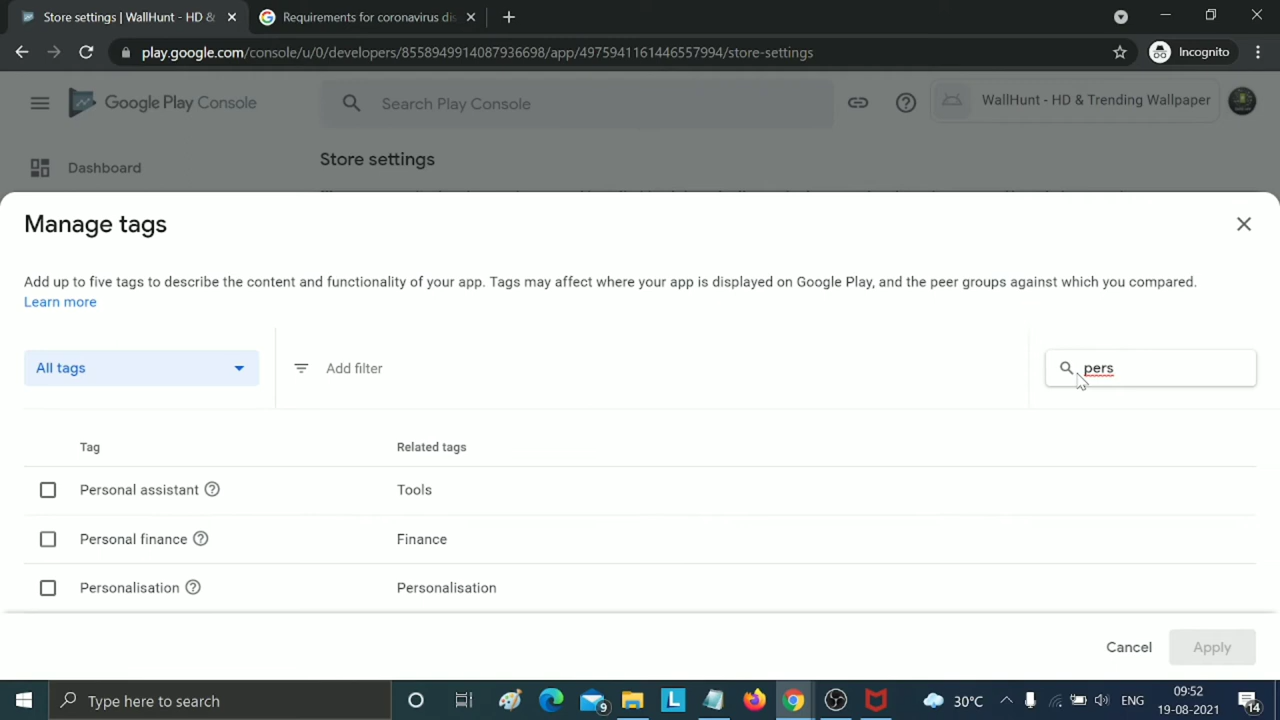 Store settings | WallHunt - HD &
Requirements for coronavirus dis
play.google.com/console/u/0/developers/8558949914087936698/app/4975941161446557994/store-settings
Incognito
Google Play Console
Search Play Console
WallHunt - HD & Trending Wallpaper
Dashboard
Store settings
Manage tags
Add up to five tags to describe the content and functionality of your app. Tags may affect where your app is displayed on Google Play, and the peer groups against which you compared.
Learn more
All tags
Add filter
pers
Tag Related tags
Personal assistant Tools
Personal finance Finance
Personalisation Personalisation
Cancel Apply
Type here to search
9
L
30°C
ENG
09:52
19-08-2021
14